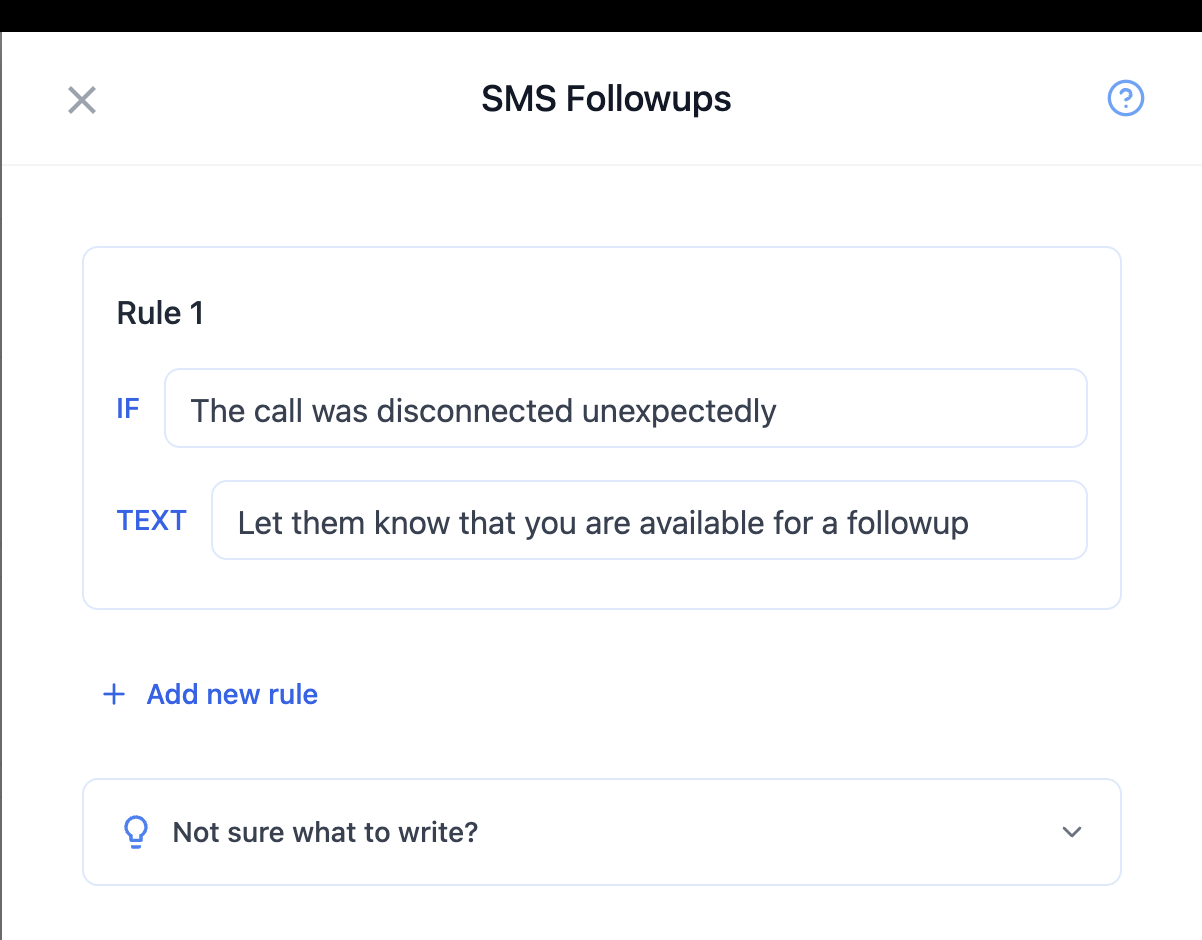 SMS Followups
Rule 1
IF The call was disconnected unexpectedly
TEXT Let them know that you are available for a followup
+ Add new rule
Not sure what to write?